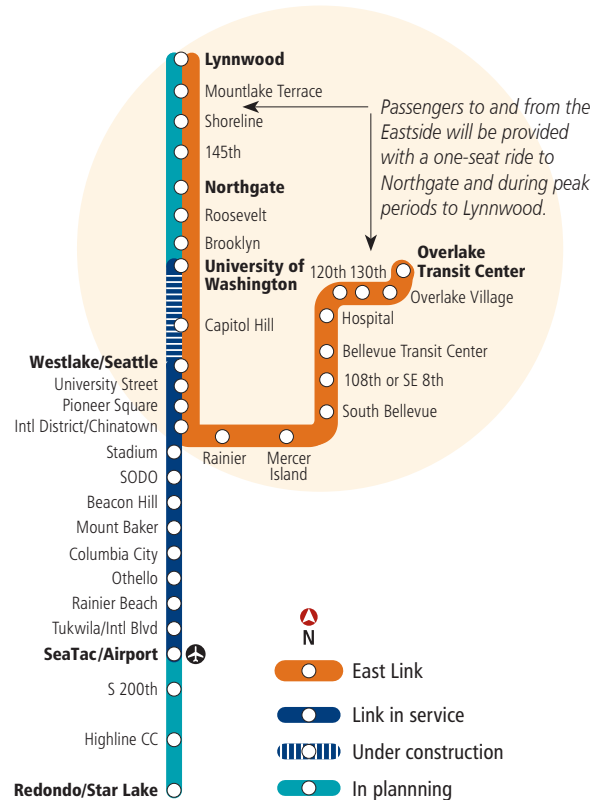 Lynnwood
Mountlake Terrace
Shoreline
145th
Northgate
Roosevelt
Brooklyn
University of
Washington
Capitol Hill
Westlake/Seattle
University Street
Pioneer Square
Intl District/Chinatown
Stadium
SODO
Beacon Hill
Mount Baker
Columbia City
Othello
Rainier Beach
Tukwila/Intl Blvd
SeaTac/Airport
S 200th
Highline CC
Redondo/Star Lake
Passengers to and from the
Eastside will be provided
with a one-seat ride to
Northgate and during peak
periods to Lynnwood.
Overlake
Transit Center
120th 130th
Overlake Village
Hospital
Bellevue Transit Center
108th or SE 8th
South Bellevue
Rainier
Mercer
Island
N
East Link
Link in service
Under construction
In plannning